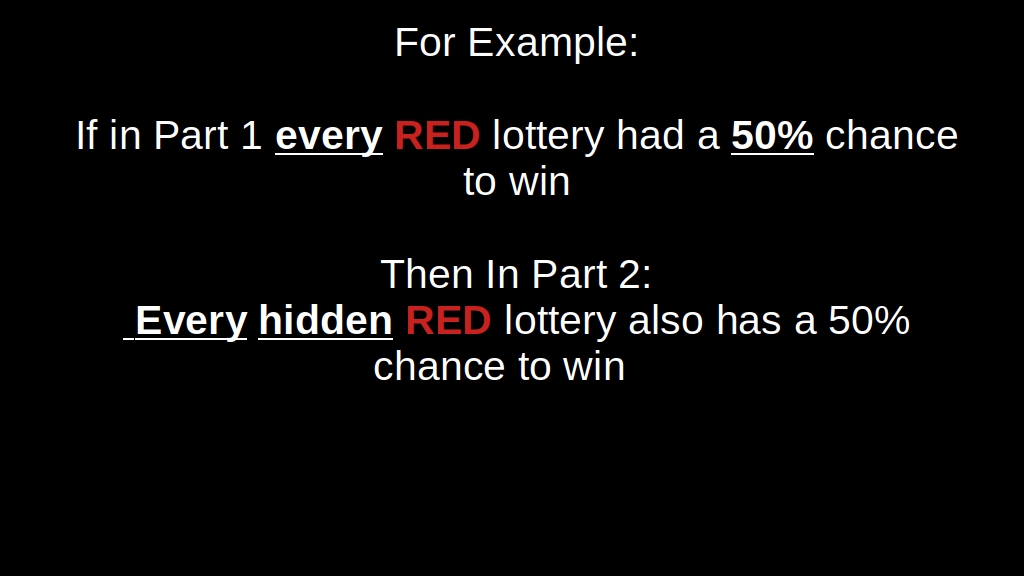 For Example:
If in Part 1 every RED lottery had a 50% chance
to win
Then In Part 2:
Every hidden RED lottery also has a 50%
chance to win